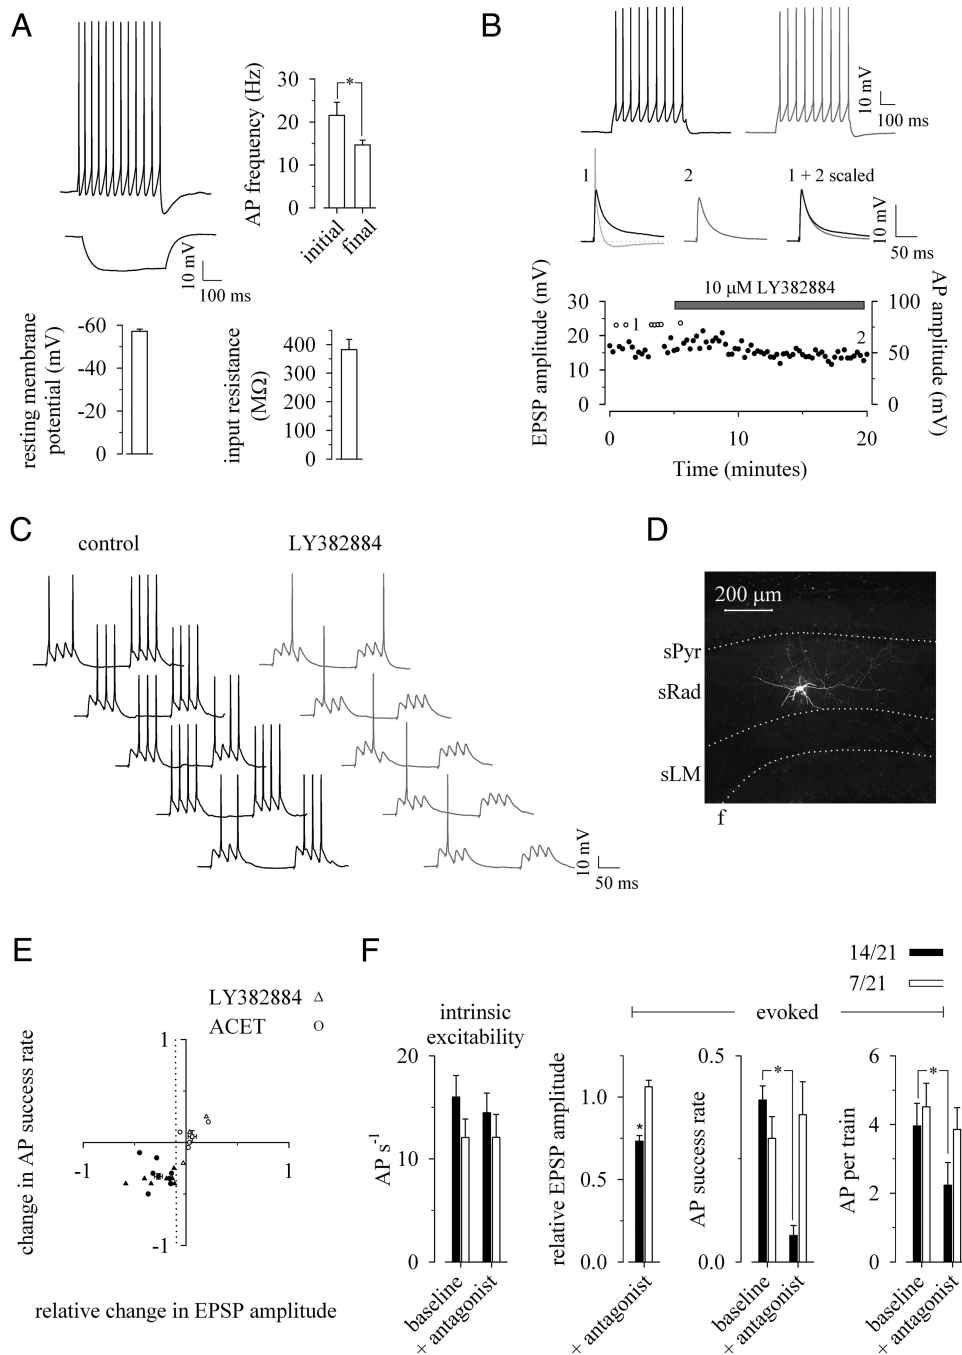 A
AP frequency (Hz)
30
20
10
0
*
initial
final
10 mV
100 ms
resting membrane
potential (mV)
-60
-40
-20
0
input resistance
(MΩ)
400
300
200
100
0
B
10 mV
100 ms
1
2
1 + 2 scaled
10 mV
50 ms
10 μM LY382884
EPSP amplitude (mV)
30
20
10
0
1
2
100
50
0
AP amplitude
(mV)
0
10
20
Time (minutes)
C
control
LY382884
10 mV
50 ms
D
200 μm
sPyr
sRad
sLM
f
E
LY382884
ACET
change in AP success rate
1
-1
1
-1
relative change in EPSP amplitude
F
14/21
7/21
intrinsic
excitability
evoked
AP s-1
20
10
0
baseline
+ antagonist
relative EPSP amplitude
1.0
0.5
0.0
*
+ antagonist
AP success rate
0.5
0.0
*
baseline
+ antagonist
AP per train
6
4
2
0
*
baseline
+ antagonist